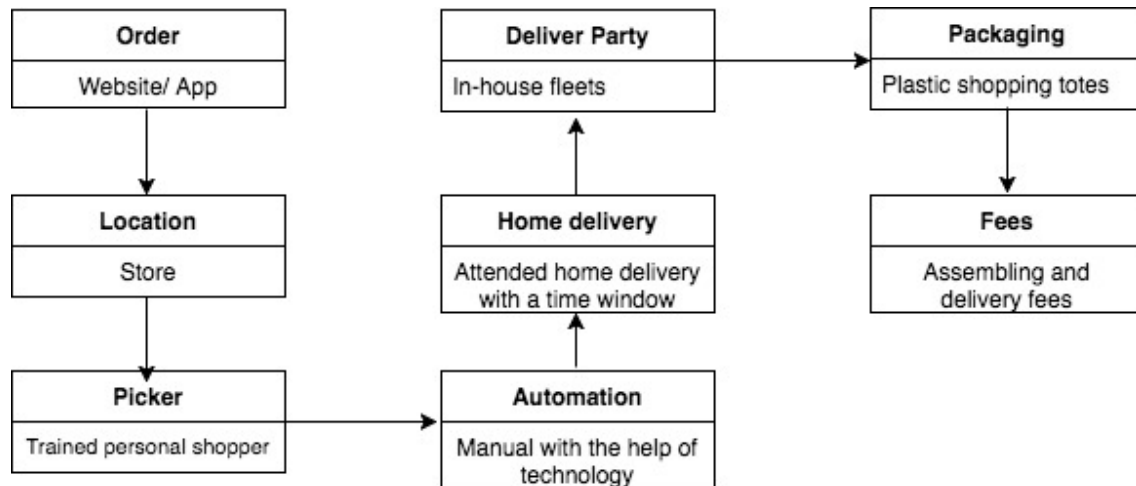 Order
Website/ App
Location
Store
Picker
Trained personal shopper
Automation
Manual with the help of
technology
Home delivery
Attended home delivery
with a time window
Deliver Party
In-house fleets
Packaging
Plastic shopping totes
Fees
Assembling and
delivery fees